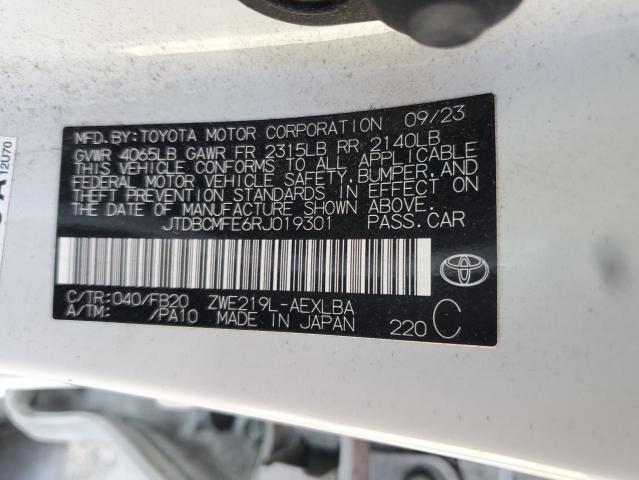 MFD.BY:TOYOTA MOTOR CORPORATION 09/23
GVWR 4065LB GAWR FR 2315LB RR 2140LB
THIS VEHICLE CONFORMS TO ALL APPLICABLE
FEDERAL MOTOR VEHICLE SAFETY, BUMPER, AND
THEFT PREVENTION STANDARDS IN EFFECT ON
THE DATE OF MANUFACTURE SHOWN ABOVE.
JTDBCMFE6RJ019301 PASS.CAR
C/TR:040/FB20 ZWE219L-AEXLBA
A/TM: /PA10 MADE IN JAPAN 220 C
12U70